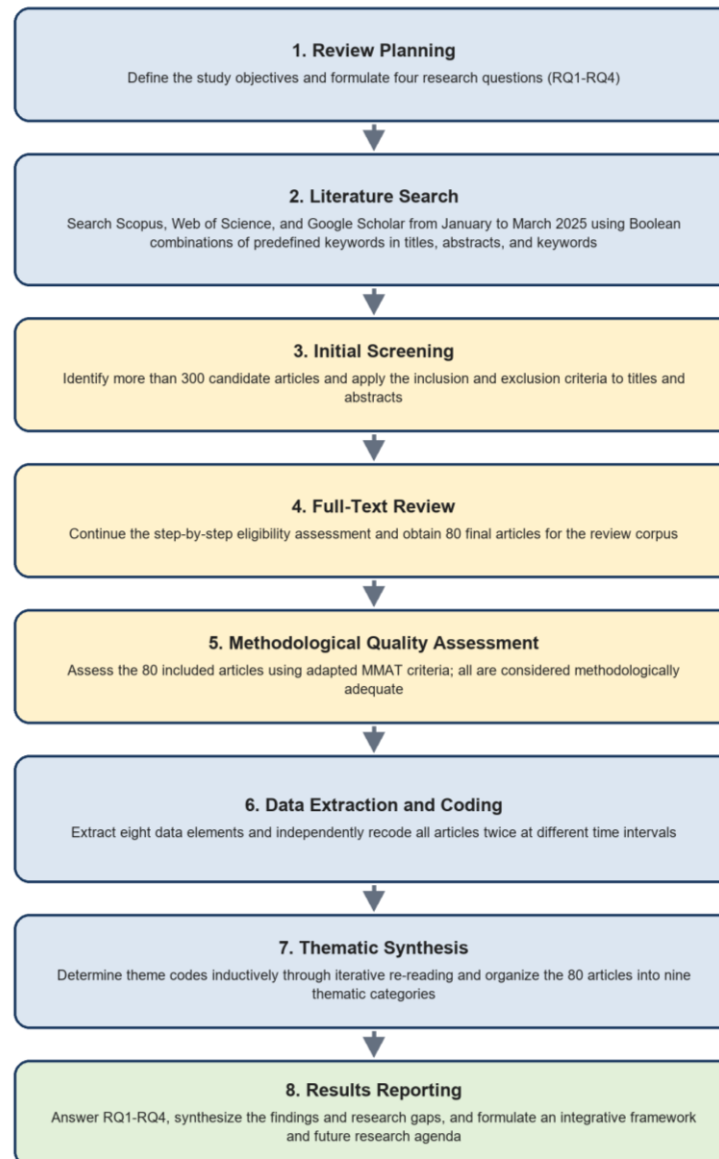 1. Review Planning
Define the study objectives and formulate four research questions (RQ1-RQ4)
2. Literature Search
Search Scopus, Web of Science, and Google Scholar from January to March 2025 using Boolean
combinations of predefined keywords in titles, abstracts, and keywords
3. Initial Screening
Identify more than 300 candidate articles and apply the inclusion and exclusion criteria to titles and
abstracts
4. Full-Text Review
Continue the step-by-step eligibility assessment and obtain 80 final articles for the review corpus
5. Methodological Quality Assessment
Assess the 80 included articles using adapted MMAT criteria; all are considered methodologically
adequate
6. Data Extraction and Coding
Extract eight data elements and independently recode all articles twice at different time intervals
7. Thematic Synthesis
Determine theme codes inductively through iterative re-reading and organize the 80 articles into nine
thematic categories
8. Results Reporting
Answer RQ1-RQ4, synthesize the findings and research gaps, and formulate an integrative framework
and future research agenda